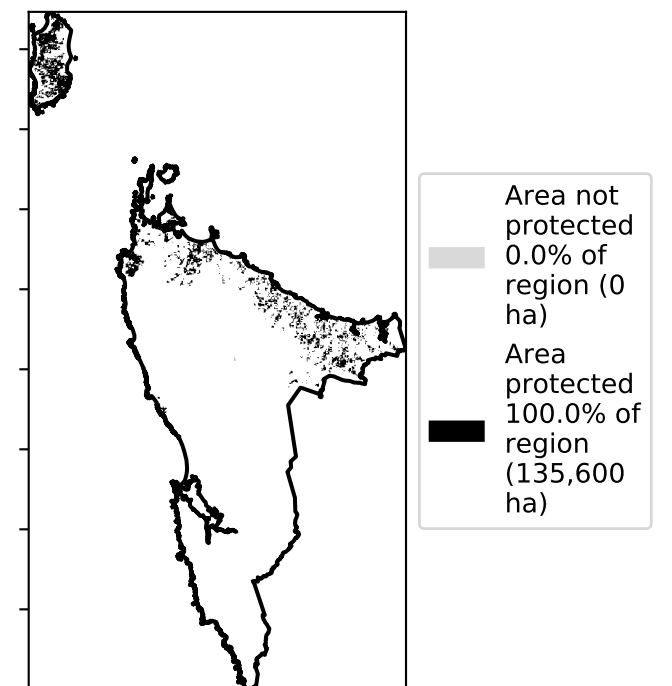 Area not
protected
0.0% of
region (0
ha)
Area
protected
100.0% of
region
(135,600
ha)